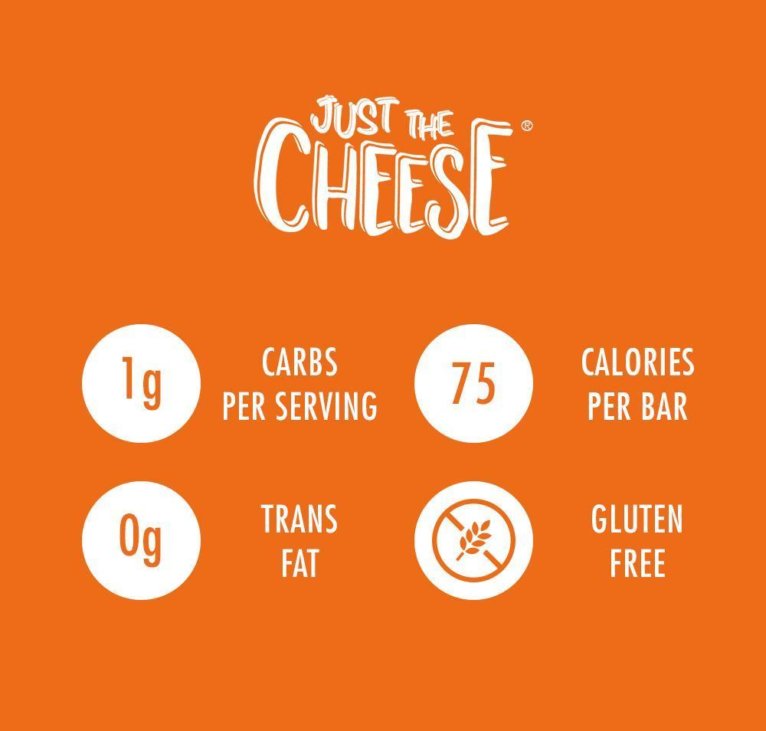 JUST THE
CHEESE®
1g
CARBS
PER SERVING
75
CALORIES
PER BAR
0g
TRANS
FAT
GLUTEN
FREE